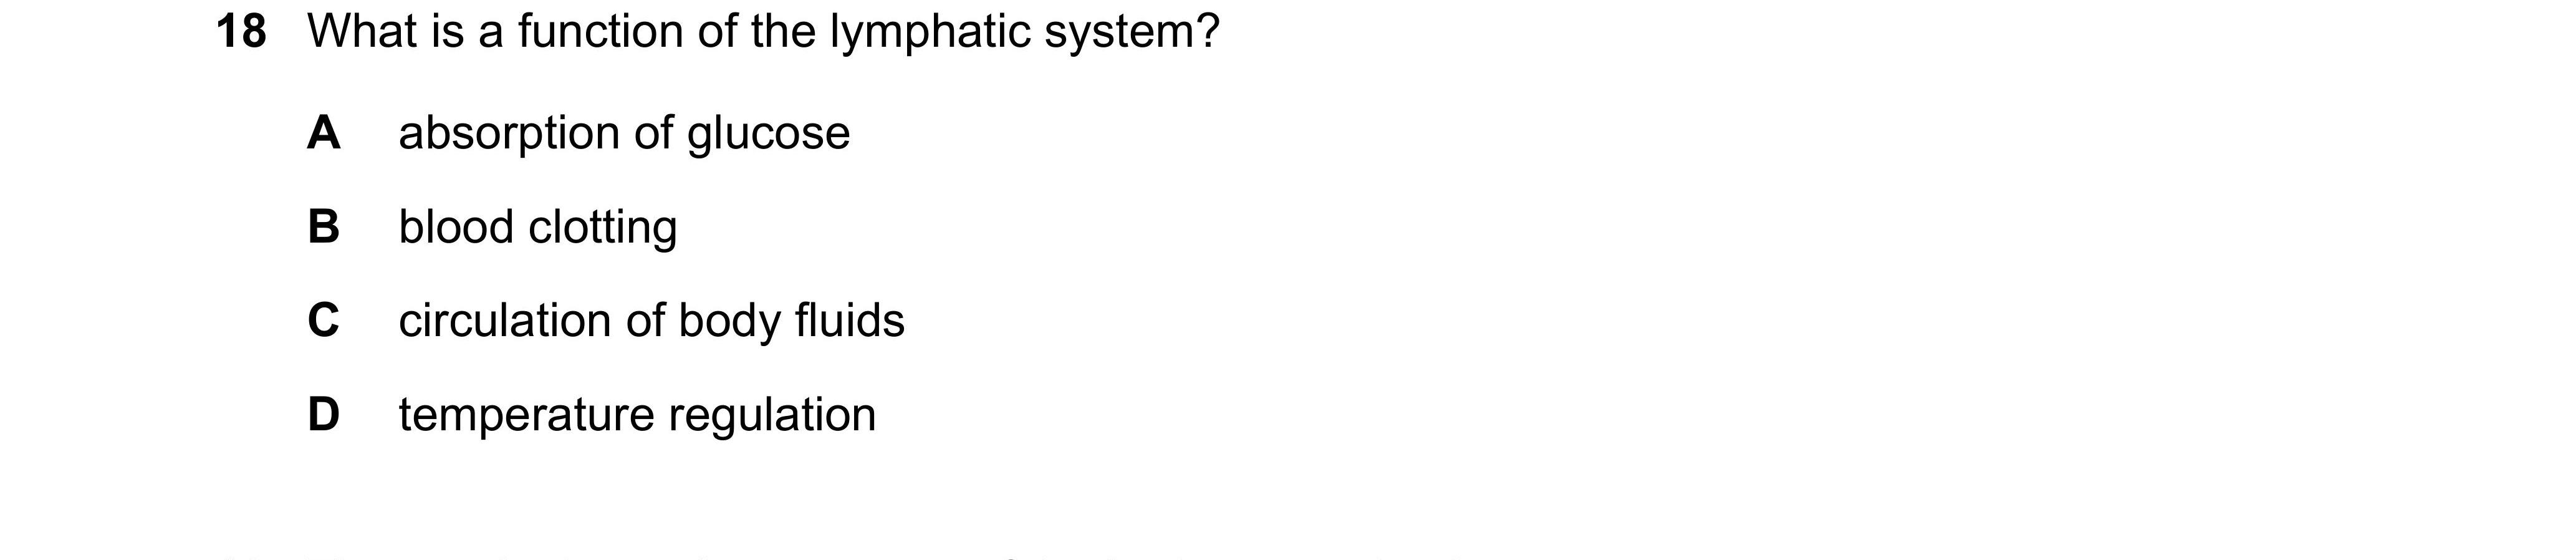 18 What is a function of the lymphatic system?
A absorption of glucose
B blood clotting
C circulation of body fluids
D temperature regulation